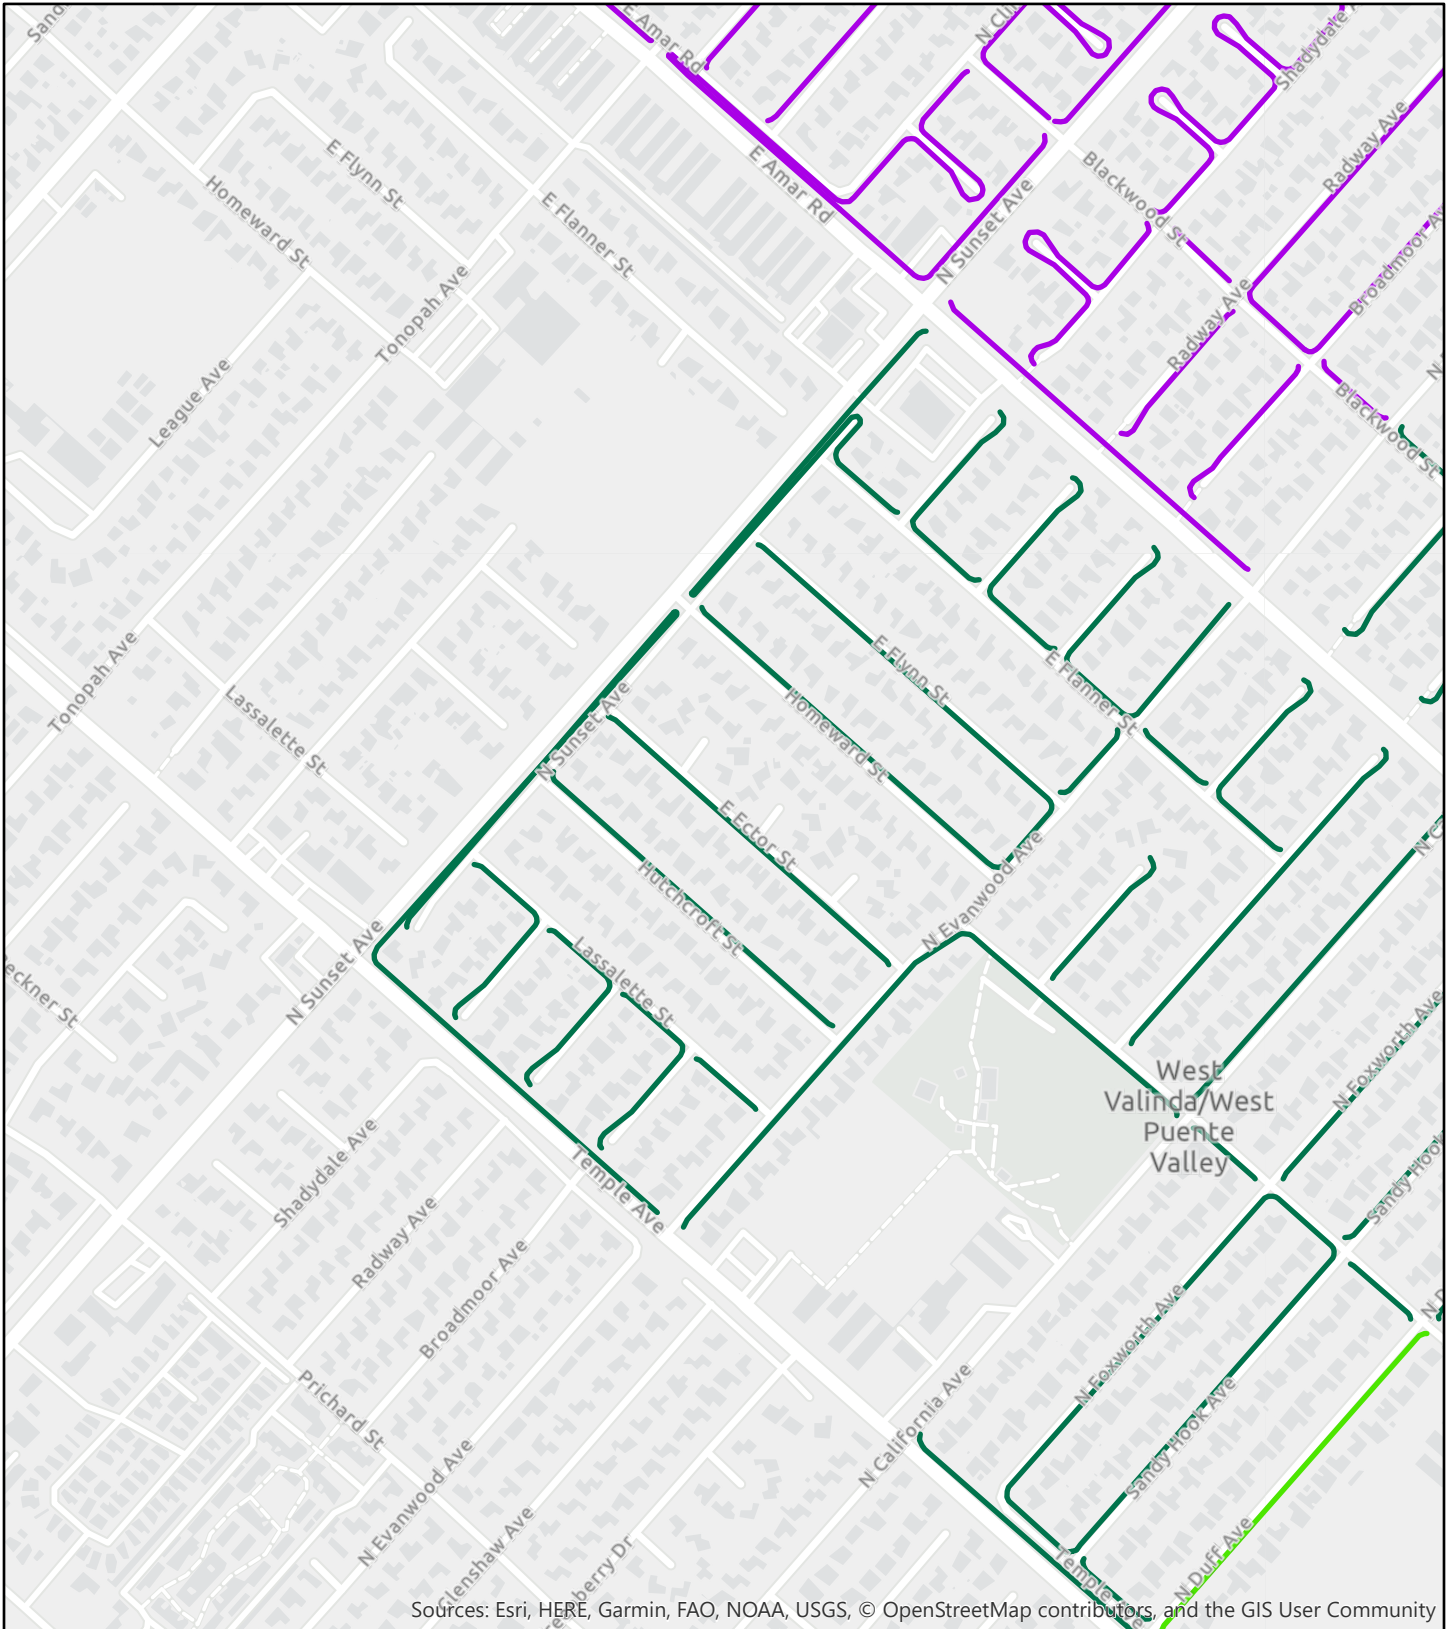 E Amar Rd
Shadydale A
E Flynn St
Homeward St
E Amar Rd
Blackwood St
Radway Ave
E Flanner St
N Sunset Ave
Broadmoor Av
Tonopah Ave
Radway Ave
League Ave
Blackwood St
Tonopah Ave
Lassalette St
N Sunset Ave
E Flynn St
Homeward St
E Flanner St
E Ector St
Hutchcroft St
N Evanwood Ave
N Sunset Ave
Lassalette St
eckner St
N Foxworth Ave
West
Valinda/West
Puente
Valley
Shadydale Ave
Temple Ave
Sandy Hook
Radway Ave
Broadmoor Ave
N Foxworth Ave
Sandy Hook Ave
Prichard St
N California Ave
N Evanwood Ave
Glenshaw Ave
N Duff Ave
Sources: Esri, HERE, Garmin, FAO, NOAA, USGS, © OpenStreetMap contributors, and the GIS User Community